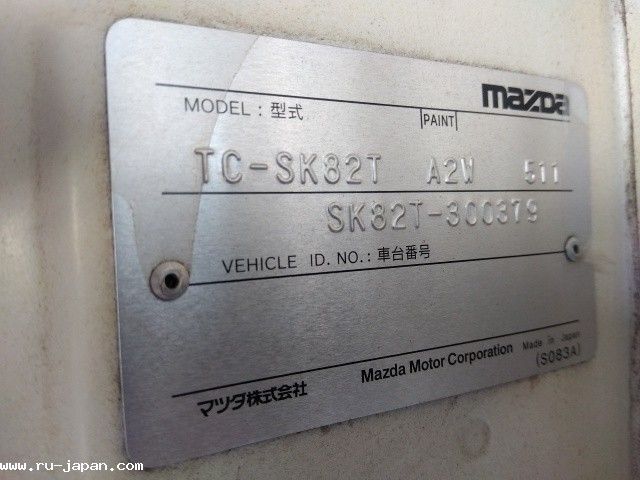 mazda
MODEL : 型式 PAINT
TC-SK82T A2W 511
SK82T-300379
VEHICLE ID. NO. : 車台番号
Made in Japan
Mazda Motor Corporation (S083A)
マツダ株式会社
www.ru-japan.com